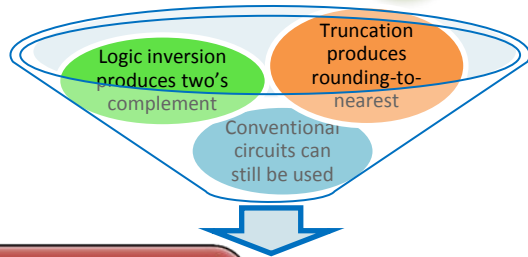 Logic inversion
produces two's
complement
Truncation
produces
rounding-to-
nearest
Conventional
circuits can
still be used